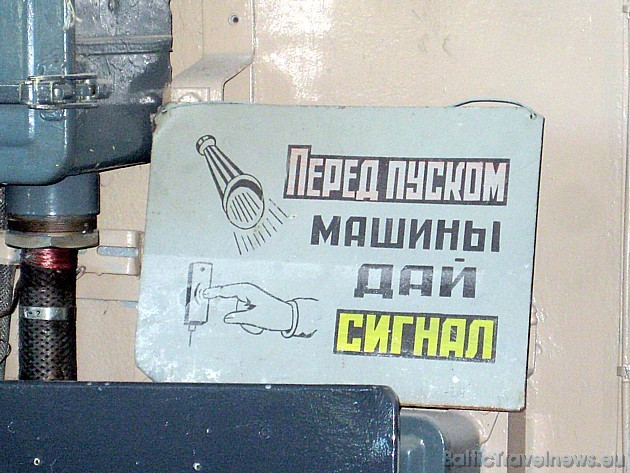 ПЕРЕД ПУСКОМ
МАШИНЫ
ДАЙ
СИГНАЛ
BalticTravelnews.eu